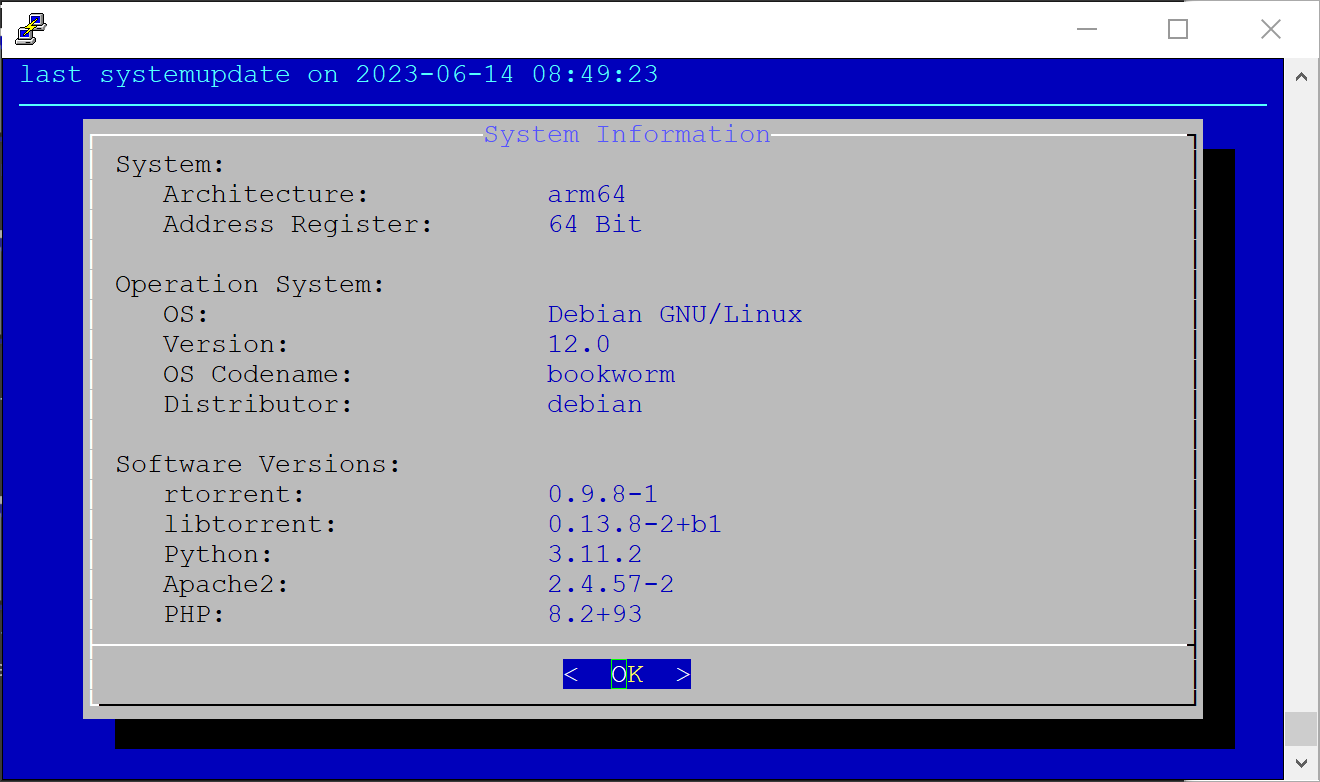 last systemupdate on 2023-06-14 08:49:23
System Information
System:
Architecture: arm64
Address Register: 64 Bit
Operation System:
OS: Debian GNU/Linux
Version: 12.0
OS Codename: bookworm
Distributor: debian
Software Versions:
rtorrent: 0.9.8-1
libtorrent: 0.13.8-2+b1
Python: 3.11.2
Apache2: 2.4.57-2
PHP: 8.2+93
< OK >